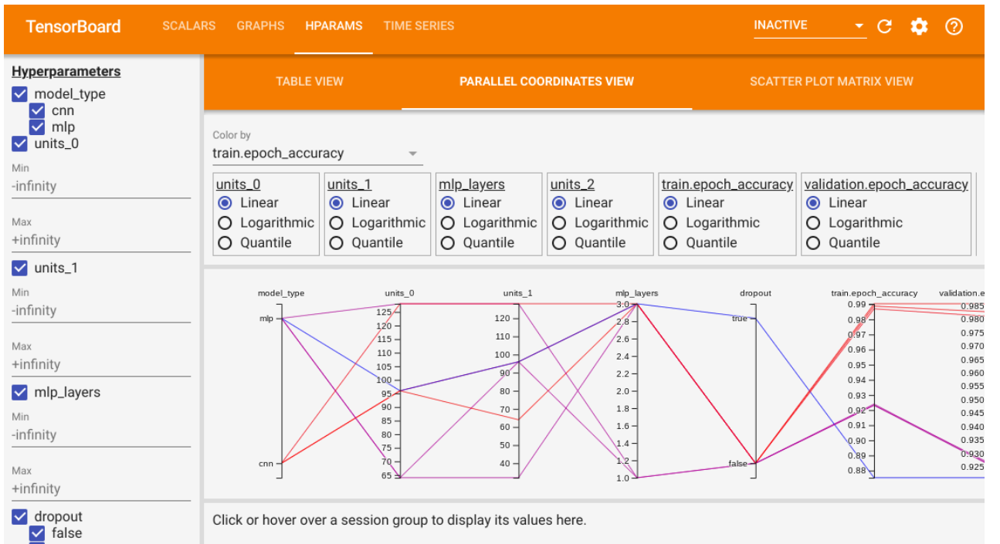 TensorBoard SCALARS GRAPHS HPARAMS TIME SERIES INACTIVE
Hyperparameters
model_type
cnn
mlp
units_0
Min
-infinity
Max
+infinity
units_1
Min
-infinity
Max
+infinity
mlp_layers
Min
-infinity
Max
+infinity
dropout
false
TABLE VIEW PARALLEL COORDINATES VIEW SCATTER PLOT MATRIX VIEW
Color by
train.epoch_accuracy
units_0 units_1 mlp_layers units_2 train.epoch_accuracy validation.epoch_accuracy
Linear Linear Linear Linear Linear Linear
Logarithmic Logarithmic Logarithmic Logarithmic Logarithmic Logarithmic
Quantile Quantile Quantile Quantile Quantile Quantile
model_type units_0 units_1 mlp_layers dropout train.epoch_accuracy validation.e
mlp
cnn
125
120
115
110
105
100
95
90
85
80
75
70
65
120
110
100
90
80
70
60
50
40
3.0
2.8
2.6
2.4
2.2
2.0
1.8
1.6
1.4
1.2
1.0
true
false
0.99
0.98
0.97
0.96
0.95
0.94
0.93
0.92
0.91
0.90
0.89
0.88
0.985
0.980
0.975
0.970
0.965
0.960
0.955
0.950
0.945
0.940
0.935
0.930
0.925
Click or hover over a session group to display its values here.